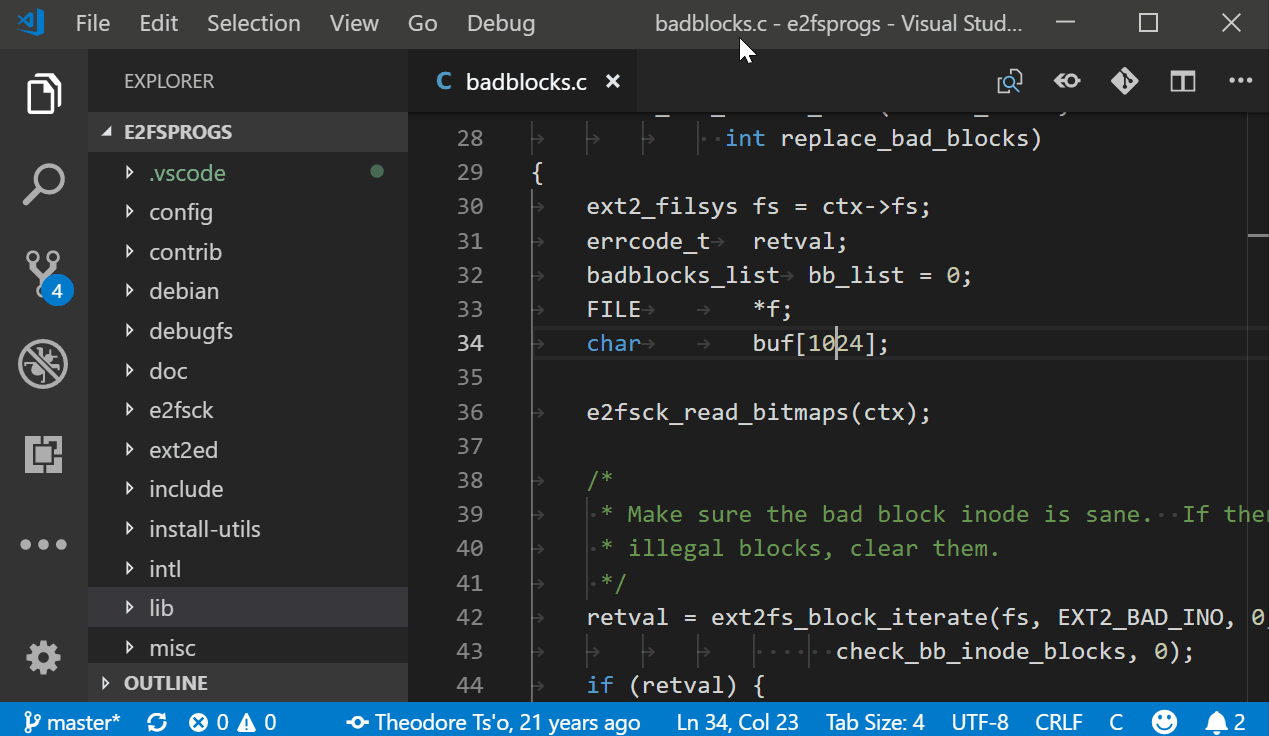 File Edit Selection View Go Debug badblocks.c - e2fsprogs - Visual Stud...
EXPLORER
E2FSPROGS
.vscode
config
contrib
debian
debugfs
doc
e2fsck
ext2ed
include
install-utils
intl
lib
misc
OUTLINE
4
C badblocks.c
28 int replace_bad_blocks)
29 {
30 ext2_filsys fs = ctx->fs;
31 errcode_t retval;
32 badblocks_list bb_list = 0;
33 FILE *f;
34 char buf[1024];
35
36 e2fsck_read_bitmaps(ctx);
37
38 /*
39 * Make sure the bad block inode is sane. If ther
40 * illegal blocks, clear them.
41 */
42 retval = ext2fs_block_iterate(fs, EXT2_BAD_INO, 0,
43 check_bb_inode_blocks, 0);
44 if (retval) {
master* 0 0 Theodore Ts'o, 21 years ago Ln 34, Col 23 Tab Size: 4 UTF-8 CRLF C 2